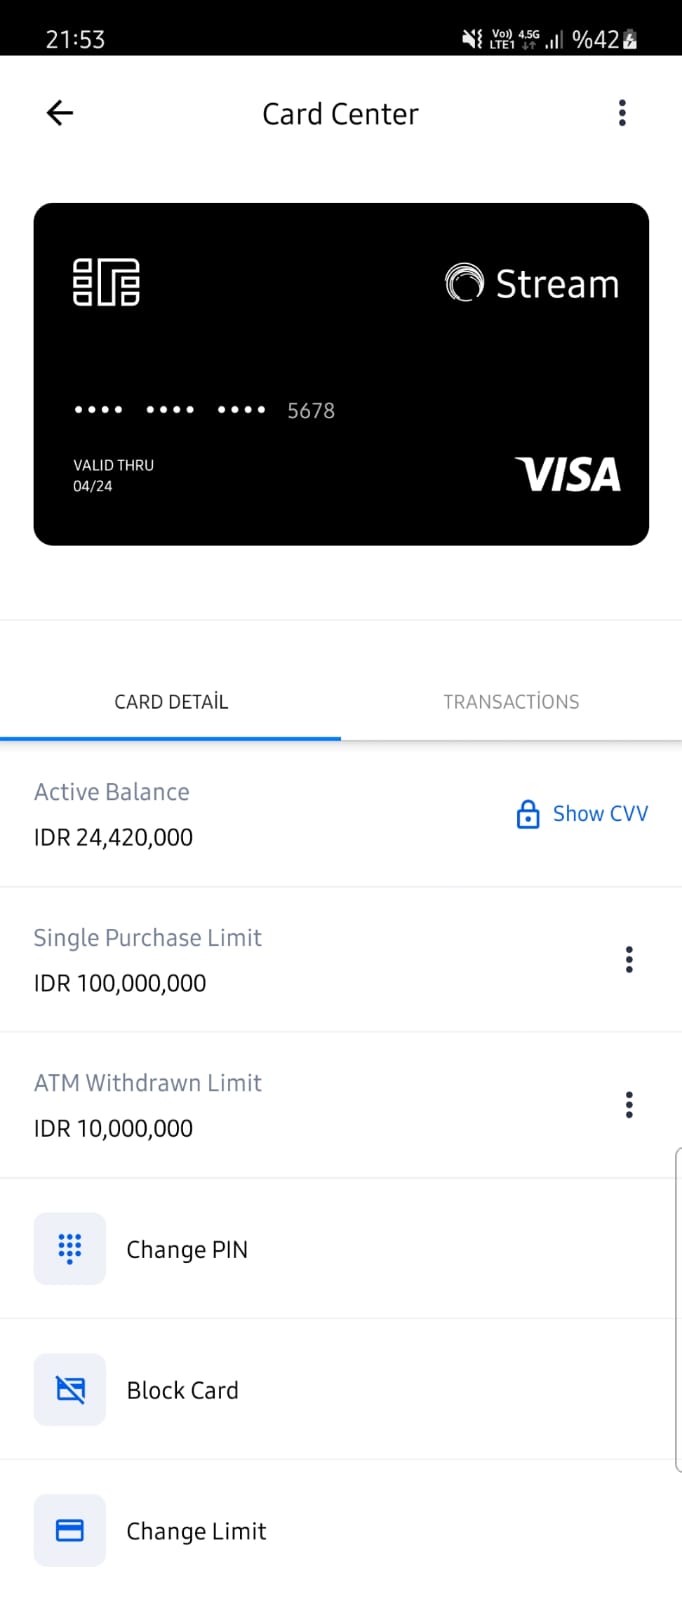 21:53
Vo)) 4.5G
LTE1
%42
Card Center
Stream
•••• •••• •••• 5678
VALID THRU
04/24
VISA
CARD DETAİL
TRANSACTİONS
Active Balance
IDR 24,420,000
Show CVV
Single Purchase Limit
IDR 100,000,000
ATM Withdrawn Limit
IDR 10,000,000
Change PIN
Block Card
Change Limit